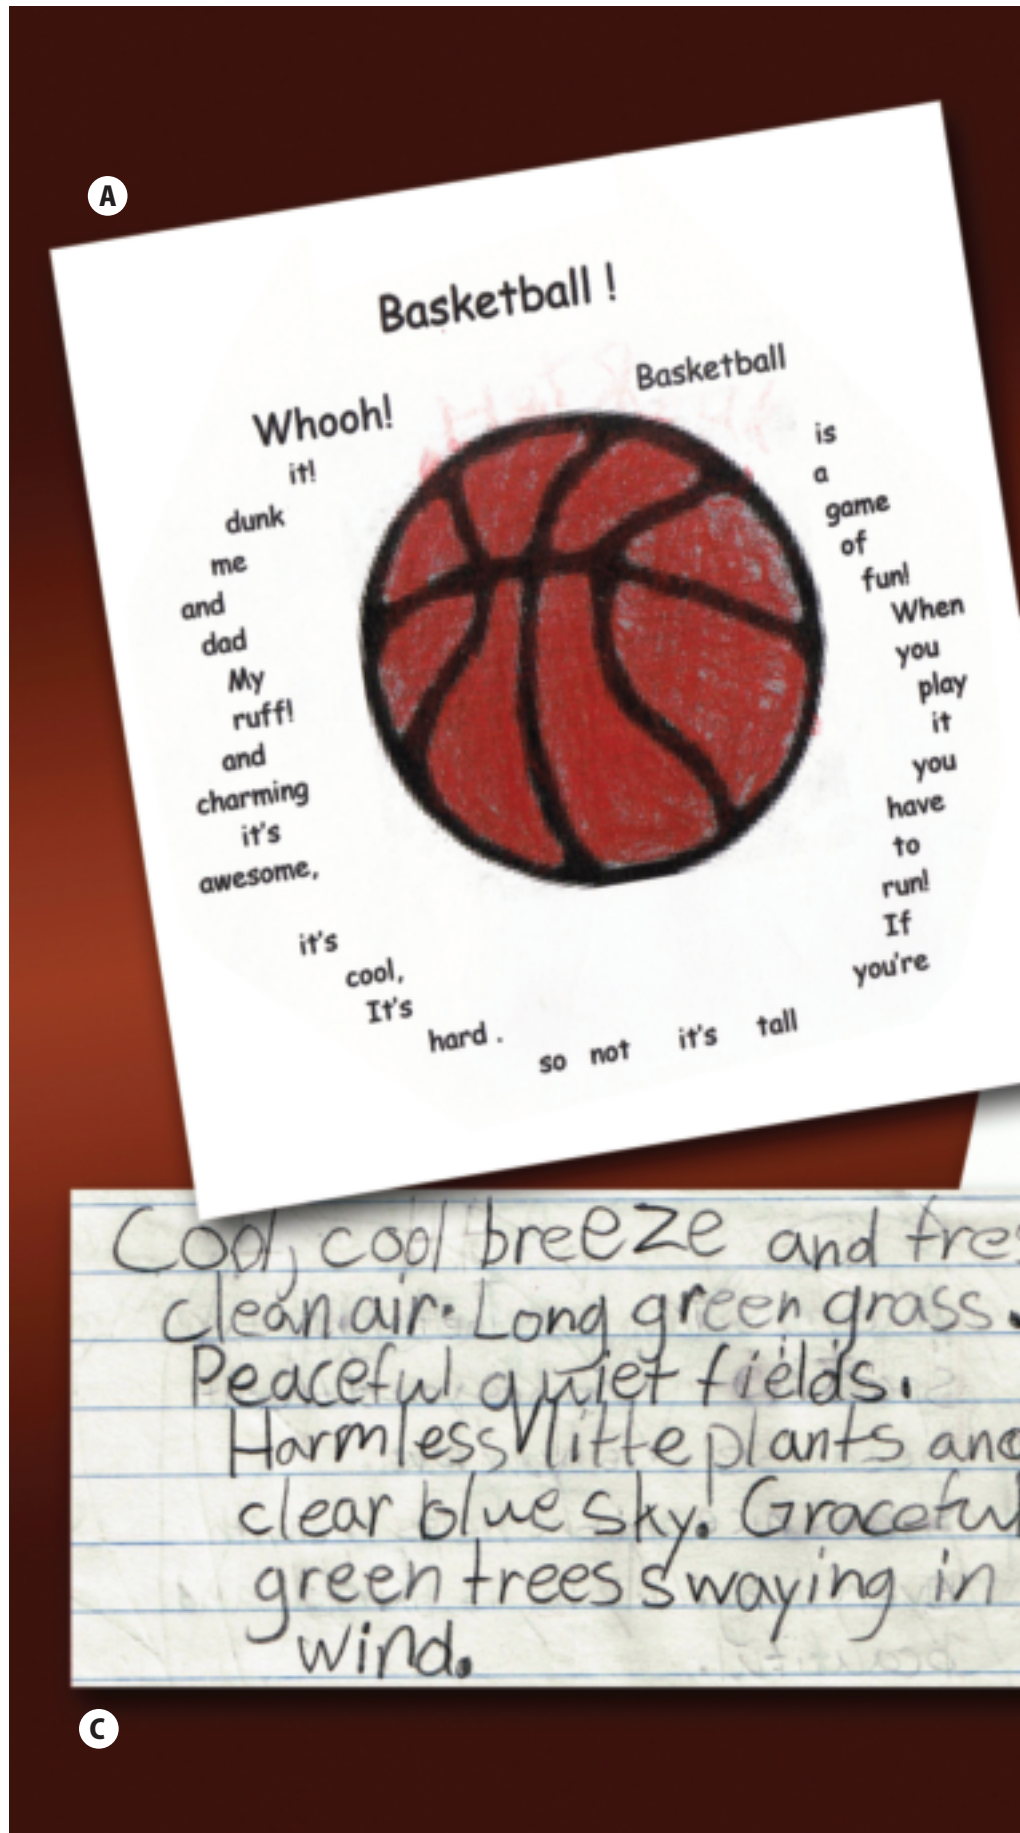 A
Basketball !
Basketball
is
a
game
of
fun!
When
you
play
it
you
have
to
run!
If
you're
tall
it's
not
so
hard .
It's
cool,
it's
awesome,
it's
charming
and
ruff!
My
dad
and
me
dunk
it!
Whooh!
Cool, cool breeze and fres
clean air. Long green grass.
Peaceful quiet fields.
Harmless litte plants and
clear blue sky. Graceful
green trees swaying in
wind.
C